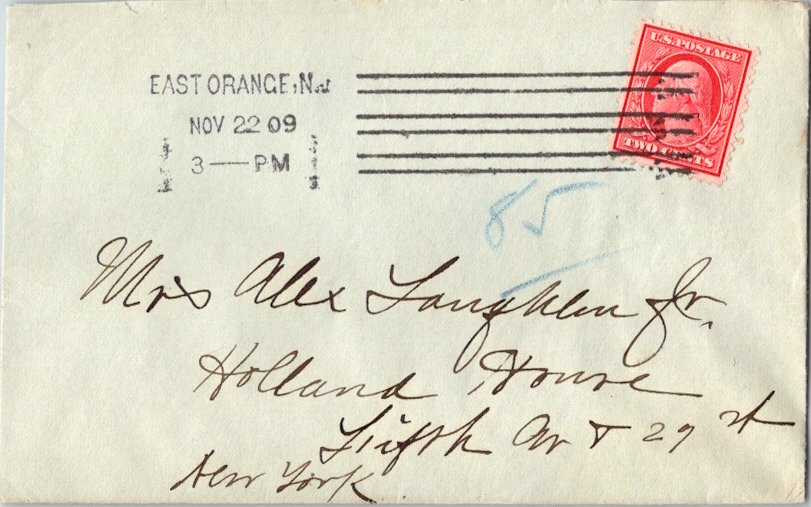 EAST ORANGE, N.J.
NOV 22 09
3 — PM
U.S. POSTAGE
TWO CENTS
85
Mrs Alex Laughlin Jr.
Holland House
Fifth Av & 29 st
New York